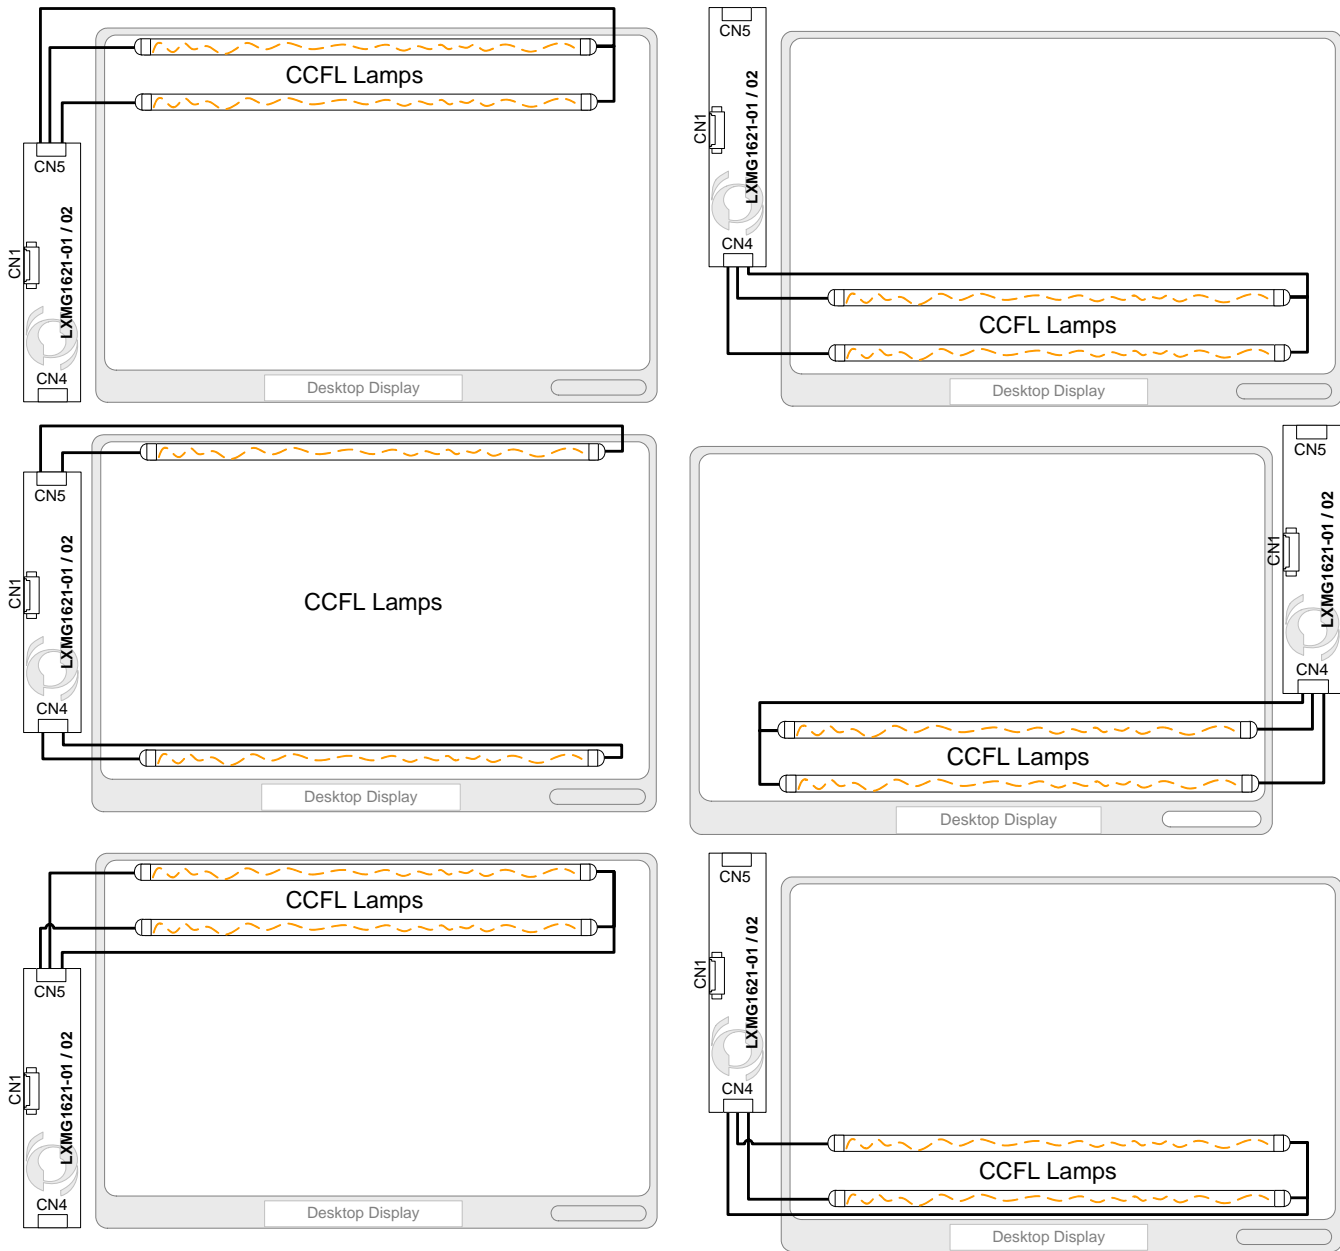 CCFL Lamps
CN5
CN1
LXMG1621-01 / 02
CN4
Desktop Display
CN5
CN1
LXMG1621-01 / 02
CN4
CCFL Lamps
Desktop Display
CN5
CN1
LXMG1621-01 / 02
CN4
CCFL Lamps
Desktop Display
CN5
CN1
LXMG1621-01 / 02
CN4
CCFL Lamps
Desktop Display
CCFL Lamps
CN5
CN1
LXMG1621-01 / 02
CN4
Desktop Display
CN5
CN1
LXMG1621-01 / 02
CN4
CCFL Lamps
Desktop Display